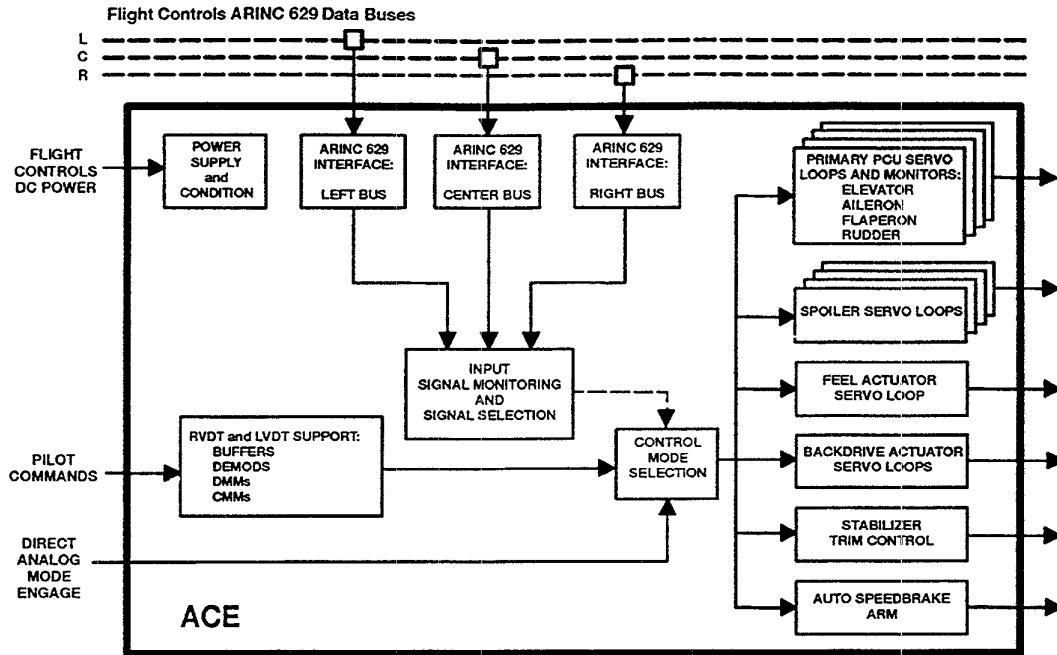 Flight Controls ARINC 629 Data Buses
L
C
R
FLIGHT
CONTROLS
DC POWER
POWER
SUPPLY
and
CONDITION
ARINC 629
INTERFACE:
LEFT BUS
ARINC 629
INTERFACE:
CENTER BUS
ARINC 629
INTERFACE:
RIGHT BUS
PRIMARY PCU SERVO
LOOPS AND MONITORS:
ELEVATOR
AILERON
FLAPERON
RUDDER
SPOILER SERVO LOOPS
INPUT
SIGNAL MONITORING
AND
SIGNAL SELECTION
FEEL ACTUATOR
SERVO LOOP
PILOT
COMMANDS
RVDT and LVDT SUPPORT:
BUFFERS
DEMODS
DMMs
CMMs
CONTROL
MODE
SELECTION
BACKDRIVE ACTUATOR
SERVO LOOPS
DIRECT
ANALOG
MODE
ENGAGE
STABILIZER
TRIM CONTROL
ACE
AUTO SPEEDBRAKE
ARM